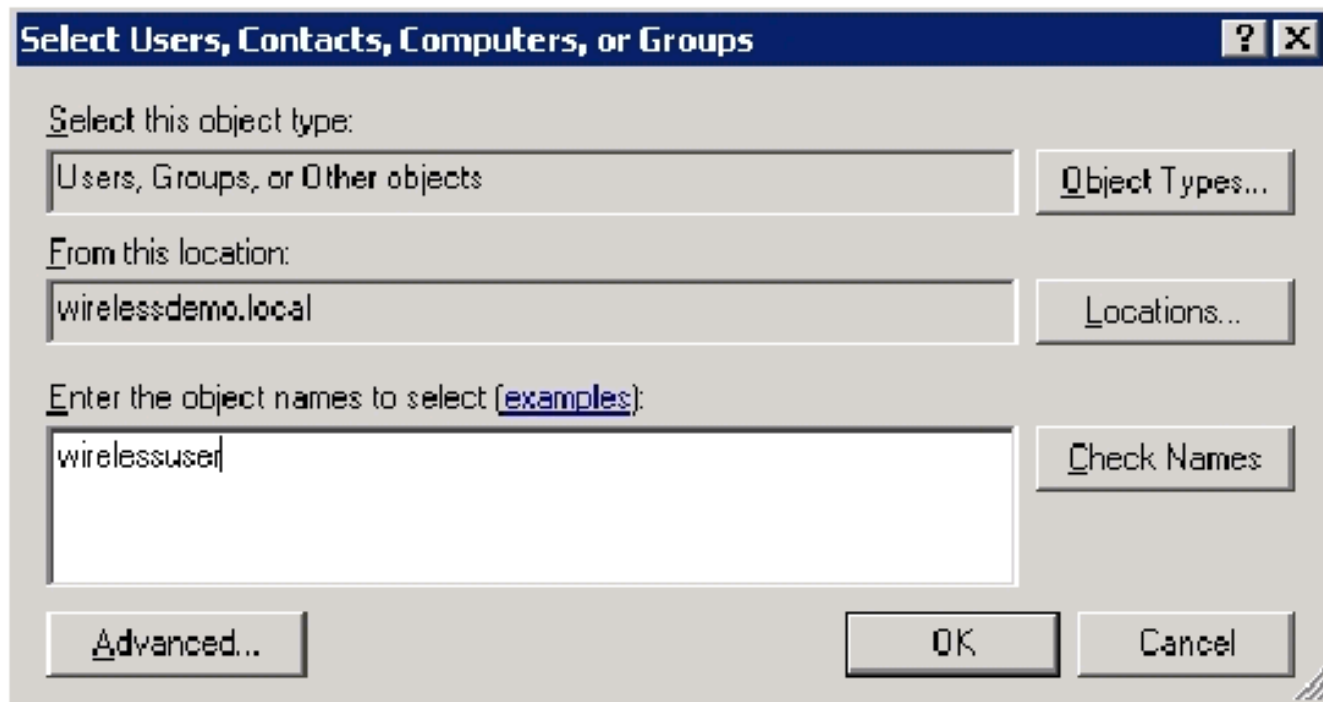 Select Users, Contacts, Computers, or Groups
Select this object type:
Users, Groups, or Other objects
Object Types...
From this location:
wirelessdemo.local
Locations...
Enter the object names to select (examples):
wirelessuser
Check Names
Advanced...
OK
Cancel